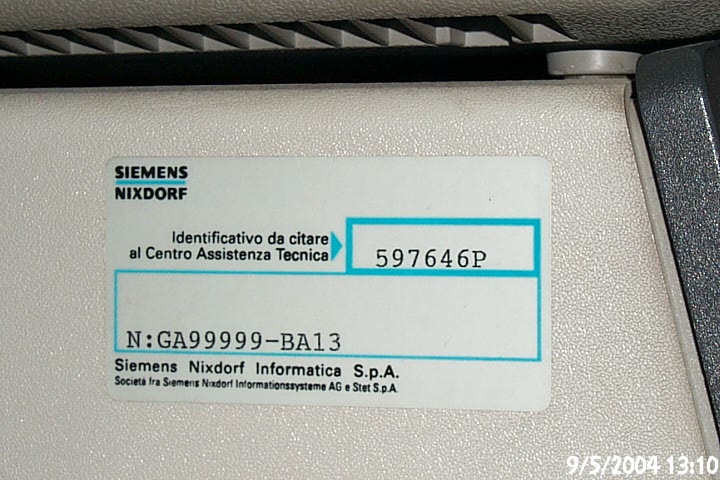 SIEMENS
NIXDORF
Identificativo da citare
al Centro Assistenza Tecnica
597646P
N:GA99999-BA13
Siemens Nixdorf Informatica S.p.A.
Società fra Siemens Nixdorf Informationssysteme AG e Stet S.p.A.
9/5/2004 13:10